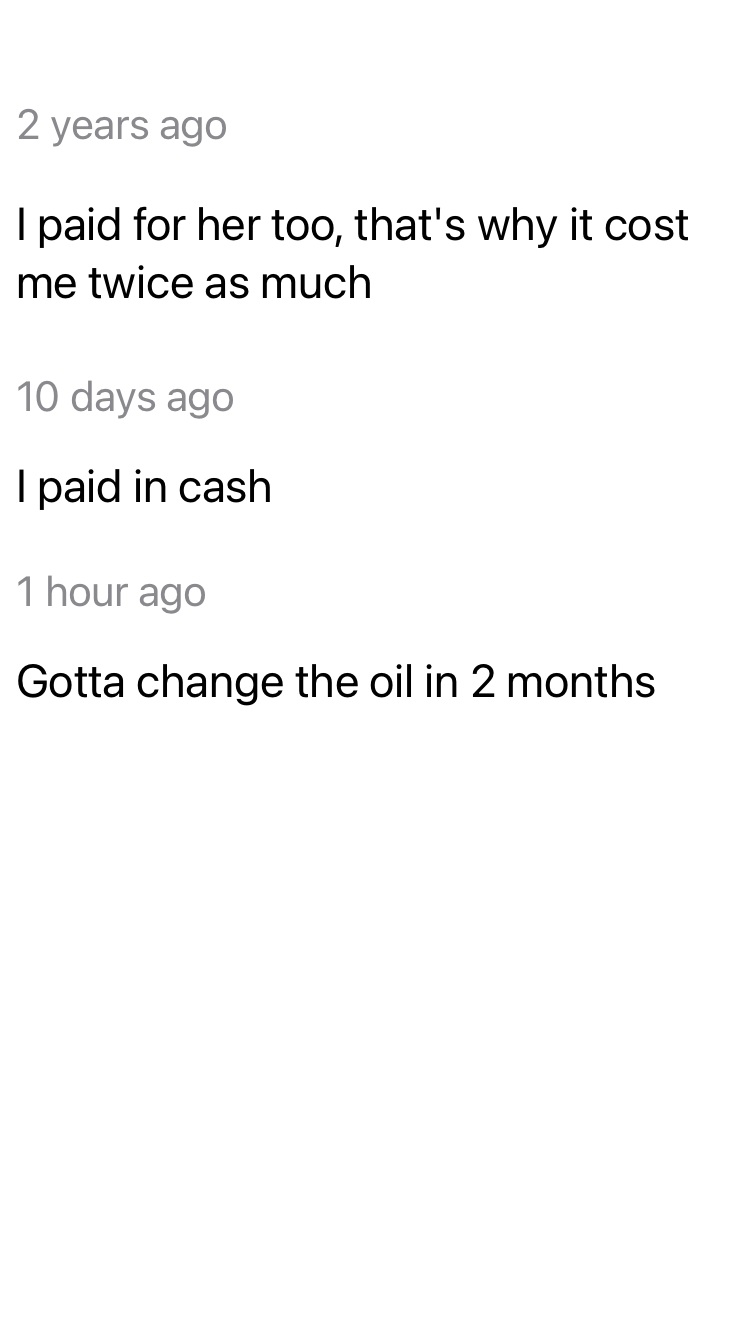 2 years ago
I paid for her too, that's why it cost
me twice as much
10 days ago
I paid in cash
1 hour ago
Gotta change the oil in 2 months